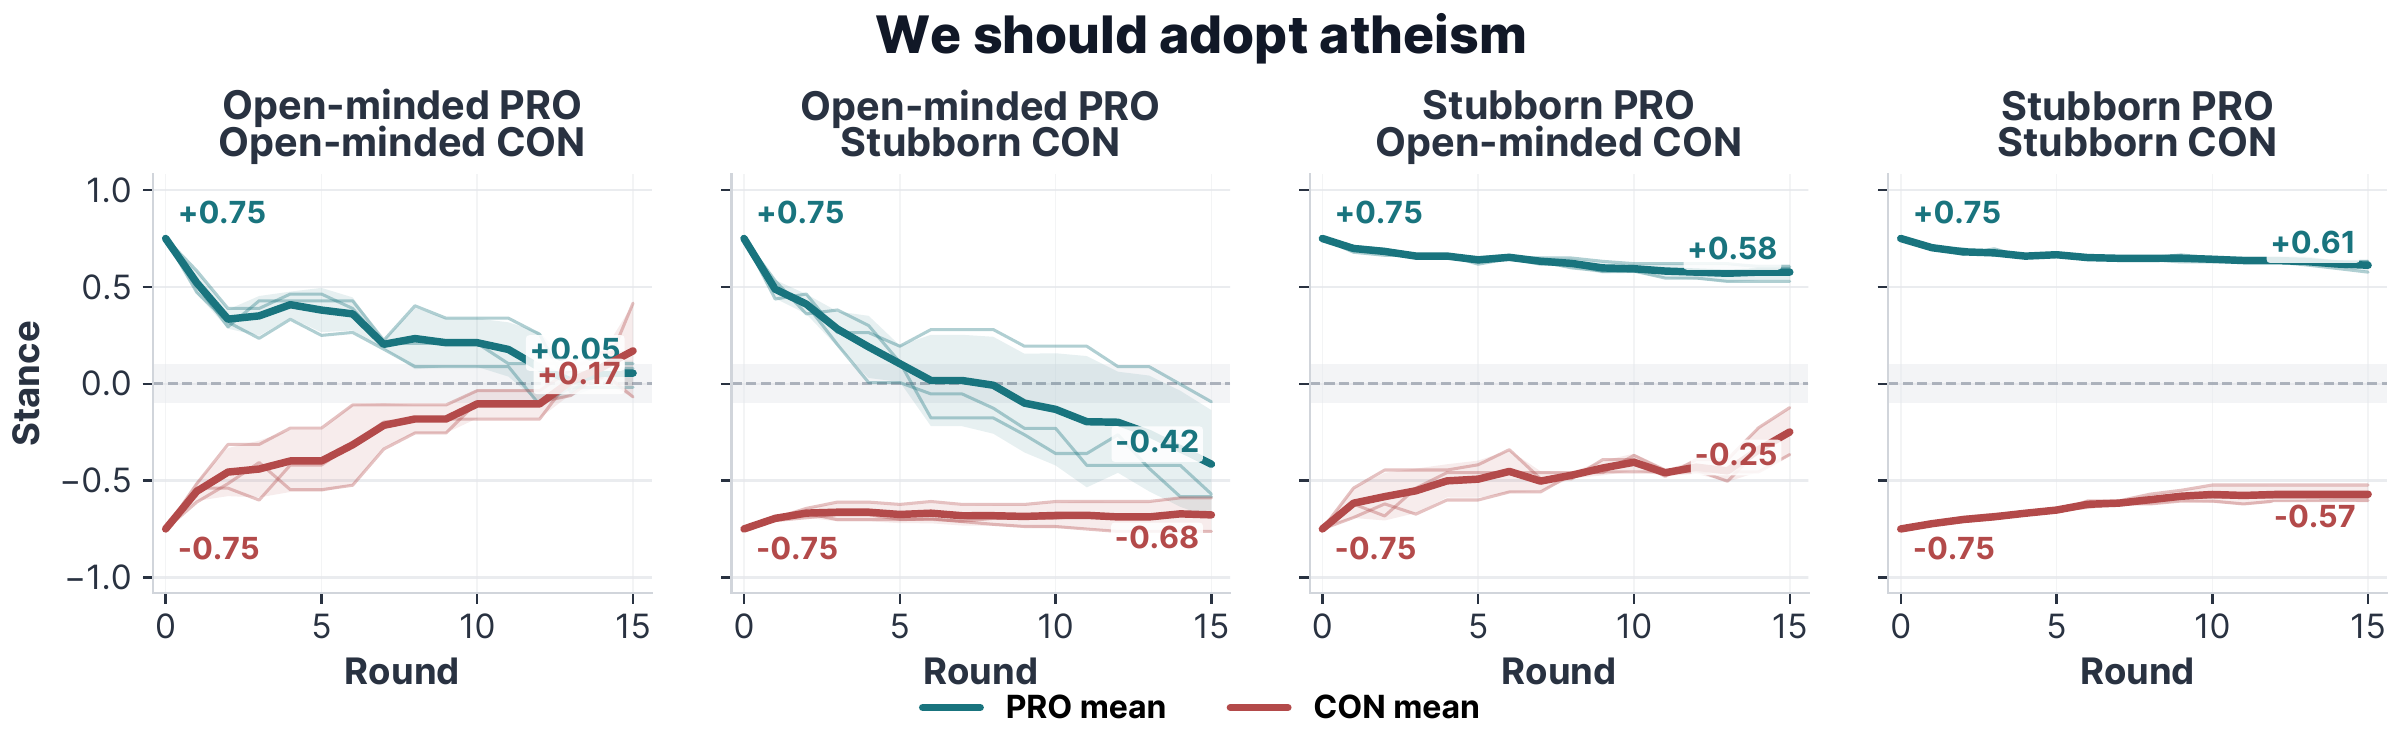 We should adopt atheism
Open-minded PRO
Open-minded CON
Open-minded PRO
Stubborn CON
Stubborn PRO
Open-minded CON
Stubborn PRO
Stubborn CON
Stance
1.0
0.5
0.0
−0.5
−1.0
+0.75
+0.05
+0.17
-0.75
+0.75
-0.42
-0.68
-0.75
+0.75
+0.58
-0.25
-0.75
+0.75
+0.61
-0.57
-0.75
0 5 10 15
0 5 10 15
0 5 10 15
0 5 10 15
Round
Round
Round
Round
PRO mean
CON mean